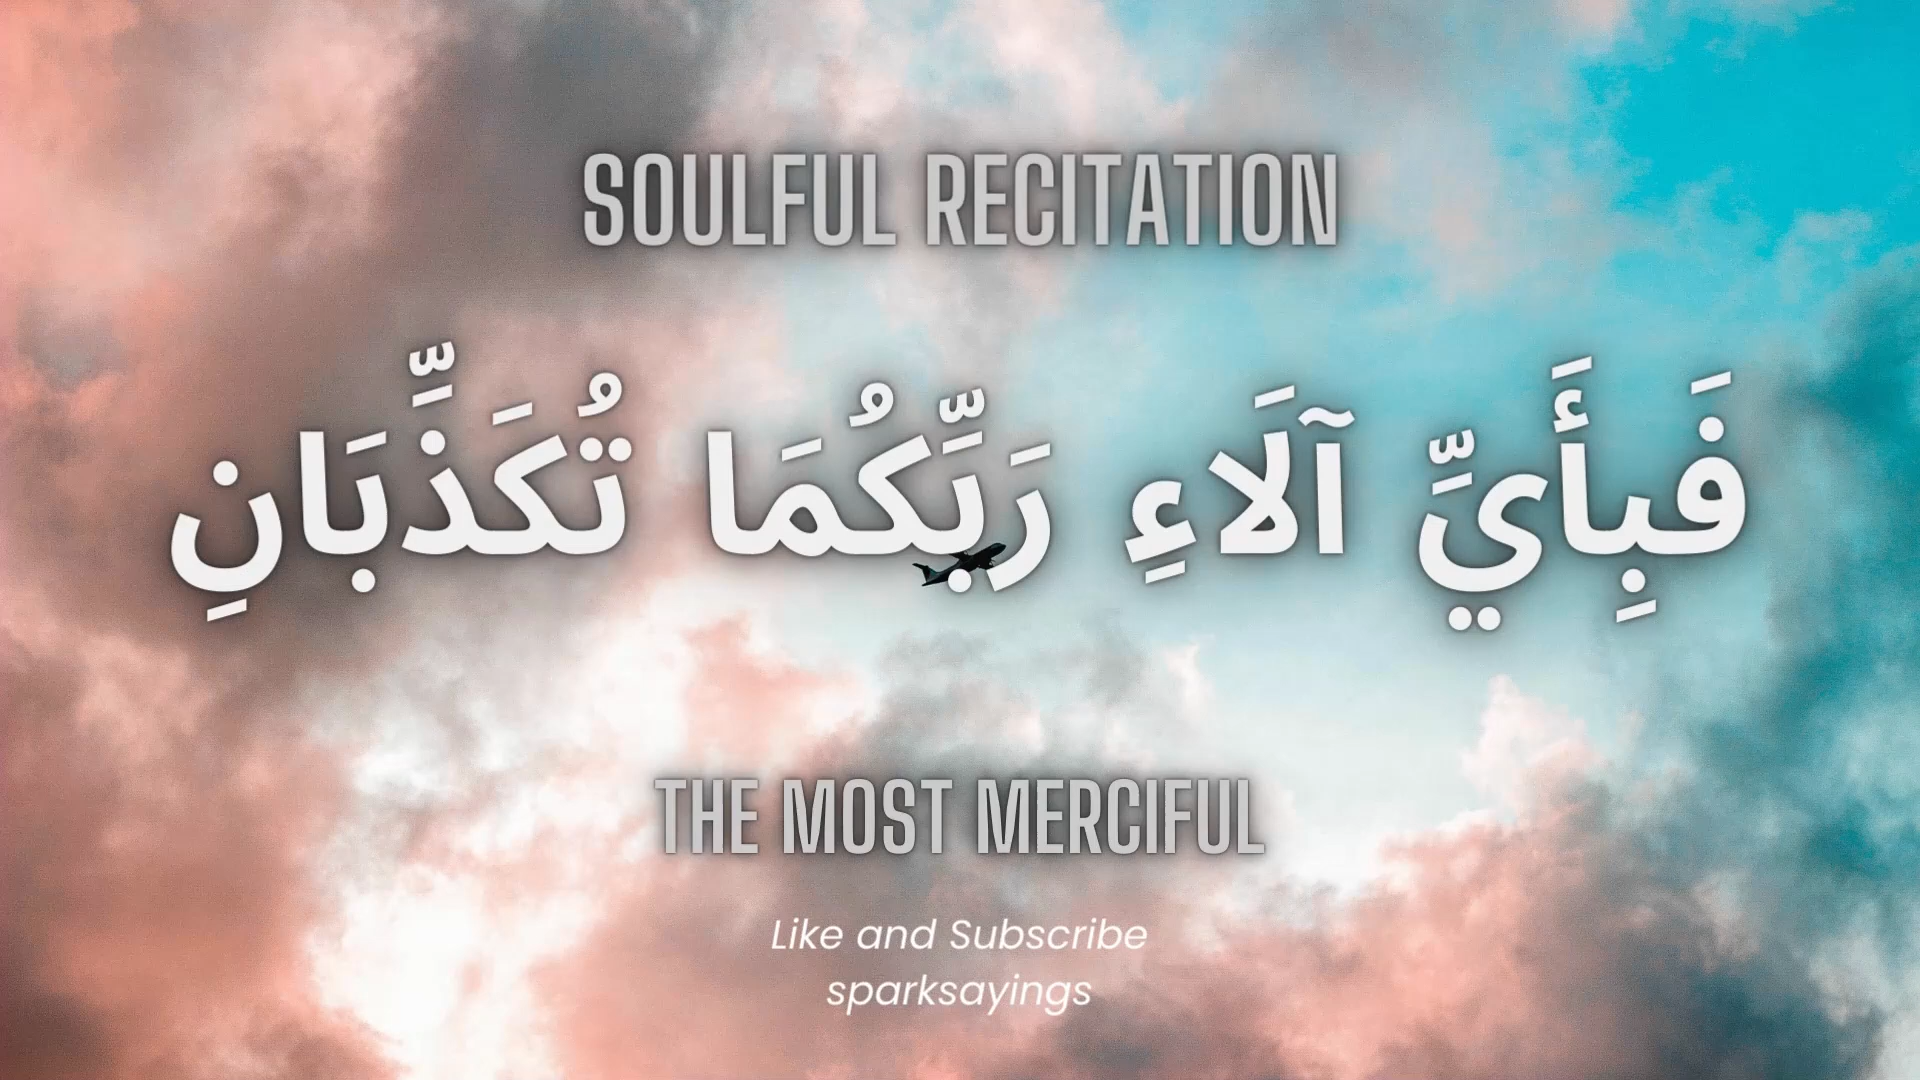 SOULFUL RECITATION
فَبِأَيِّ آلَاءِ رَبِّكُمَا تُكَذِّبَانِ
THE MOST MERCIFUL
Like and Subscribe
sparksayings